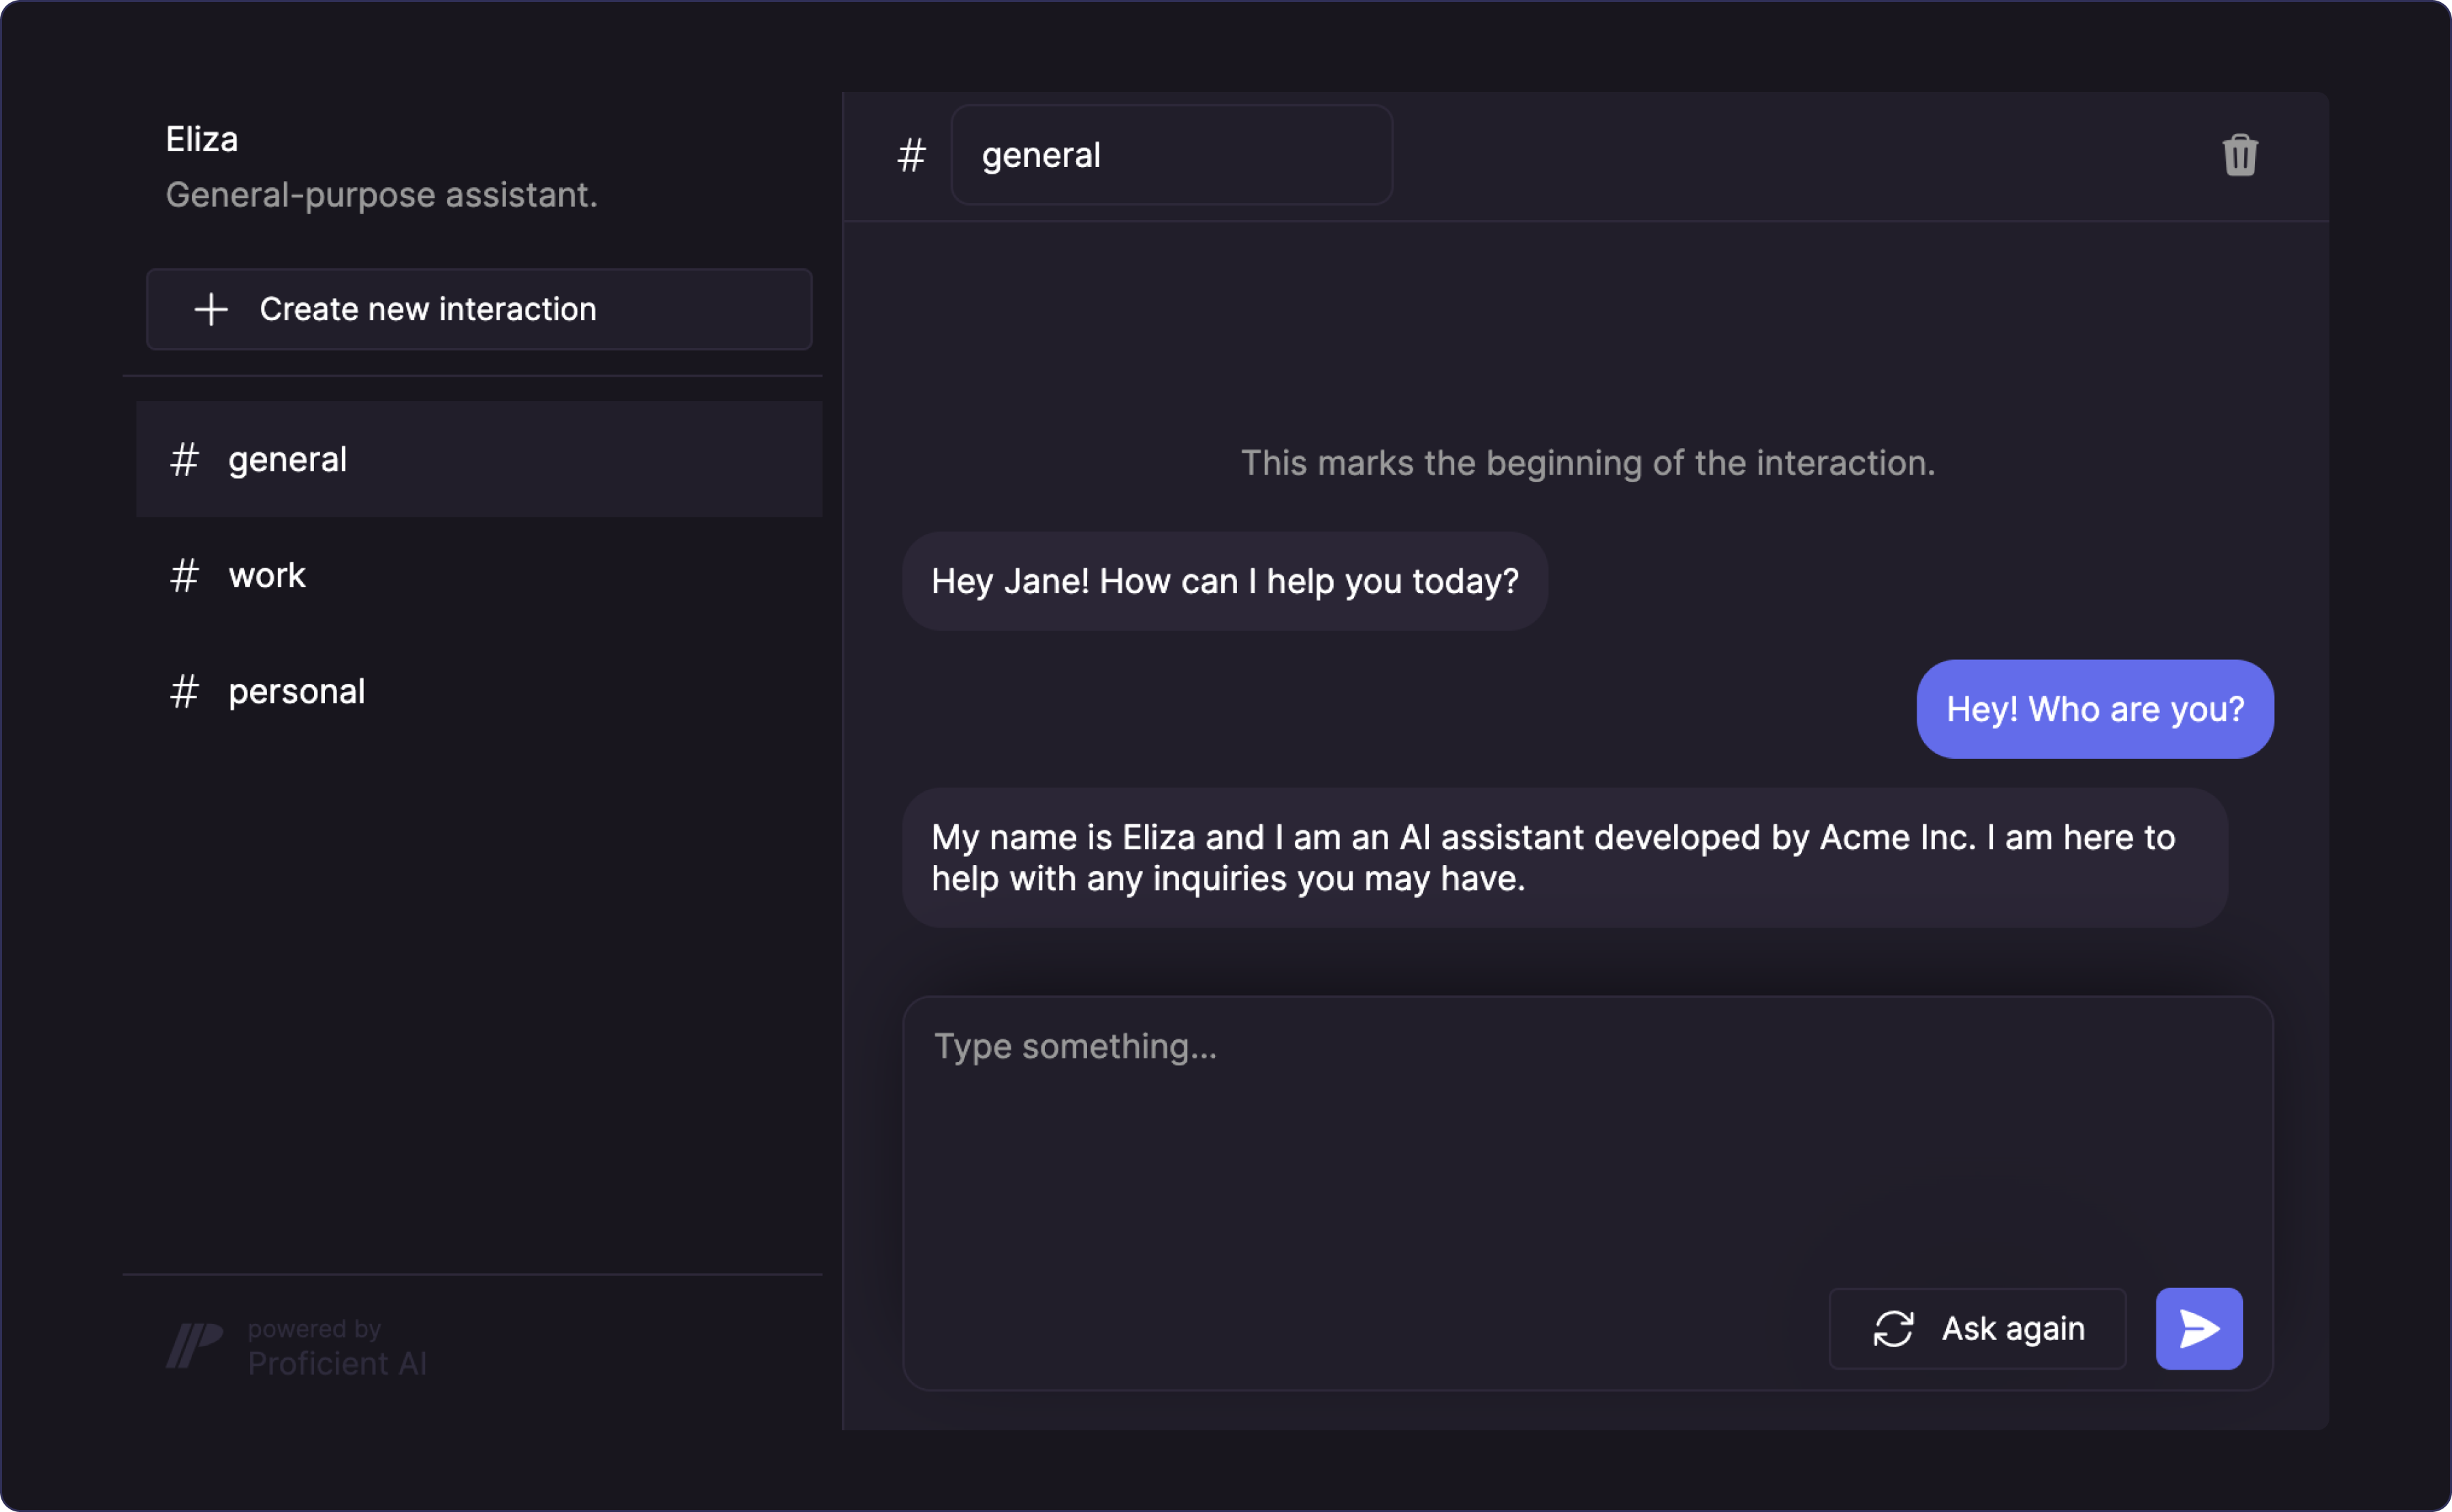 Eliza
General-purpose assistant.
Create new interaction
# general
# work
# personal
powered by
Proficient AI
# general
This marks the beginning of the interaction.
Hey Jane! How can I help you today?
Hey! Who are you?
My name is Eliza and I am an AI assistant developed by Acme Inc. I am here to
help with any inquiries you may have.
Type something...
Ask again